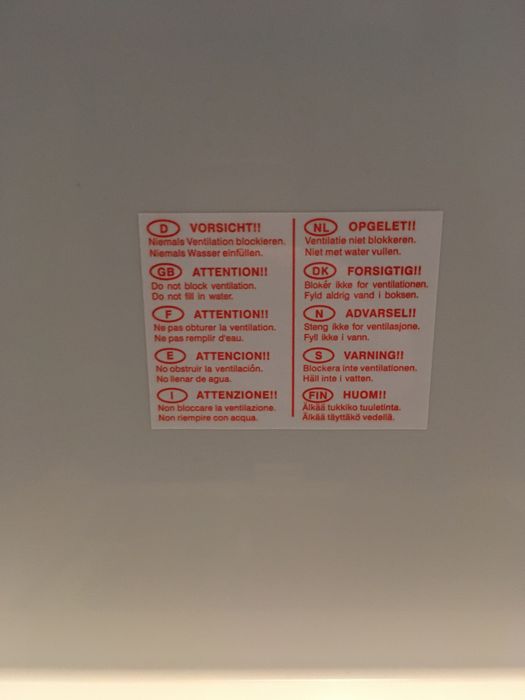 D VORSICHT!!
Niemals Ventilation blockieren.
Niemals Wasser einfüllen.
GB ATTENTION!!
Do not block ventilation.
Do not fill in water.
F ATTENTION!!
Ne pas obturer la ventilation.
Ne pas remplir d'eau.
E ATTENCION!!
No obstruir la ventilación.
No llenar de agua.
I ATTENZIONE!!
Non bloccare la ventilazione.
Non riempire con acqua.
NL OPGELET!!
Ventilatie niet blokkeren.
Niet met water vullen.
DK FORSIGTIG!!
Blokér ikke for ventilationen.
Fyld aldrig vand i boksen.
N ADVARSEL!!
Steng ikke for ventilasjone.
Fyll ikke i vann.
S VARNING!!
Blockera inte ventilationen.
Häll inte i vatten.
FIN HUOM!!
Älkää tukkiko tuuletinta.
Älkää täyttäkö vedellä.